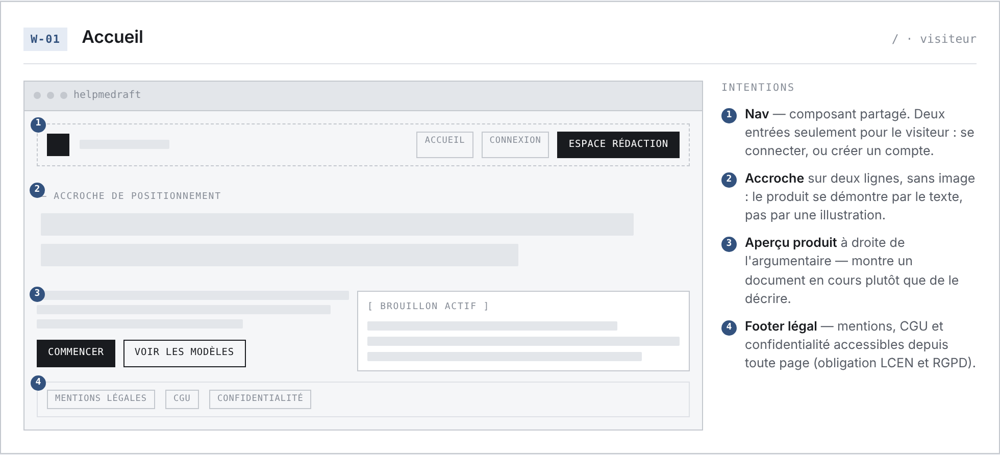 W-01 Accueil / · visiteur
helpmedraft
1
ACCUEIL CONNEXION ESPACE RÉDACTION
2
— ACCROCHE DE POSITIONNEMENT
3
[ BROUILLON ACTIF ]
COMMENCER VOIR LES MODÈLES
4
MENTIONS LÉGALES CGU CONFIDENTIALITÉ
INTENTIONS
1 Nav — composant partagé. Deux
entrées seulement pour le visiteur : se
connecter, ou créer un compte.
2 Accroche sur deux lignes, sans image
: le produit se démontre par le texte,
pas par une illustration.
3 Aperçu produit à droite de
l'argumentaire — montre un
document en cours plutôt que de le
décrire.
4 Footer légal — mentions, CGU et
confidentialité accessibles depuis
toute page (obligation LCEN et RGPD).